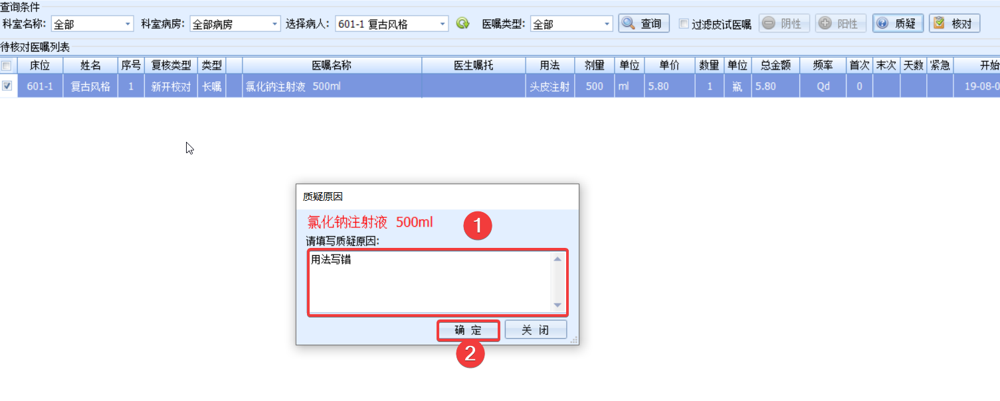 查询条件
科室名称: 全部 科室病房: 全部病房 选择病人: 601-1 复古风格 医嘱类型: 全部 查询 过滤皮试医嘱 阴性 阳性 质疑 核对
待核对医嘱列表
床位 姓名 序号 复核类型 类型 医嘱名称 医生嘱托 用法 剂量 单位 单价 数量 单位 总金额 频率 首次 末次 天数 紧急 开始
601-1 复古风格 1 新开核对 长嘱 氯化钠注射液 500ml 头皮注射 500 ml 5.80 1 瓶 5.80 Qd 0 19-08-0
质疑原因
氯化钠注射液 500ml
1
请填写质疑原因:
用法写错
确 定 关 闭
2